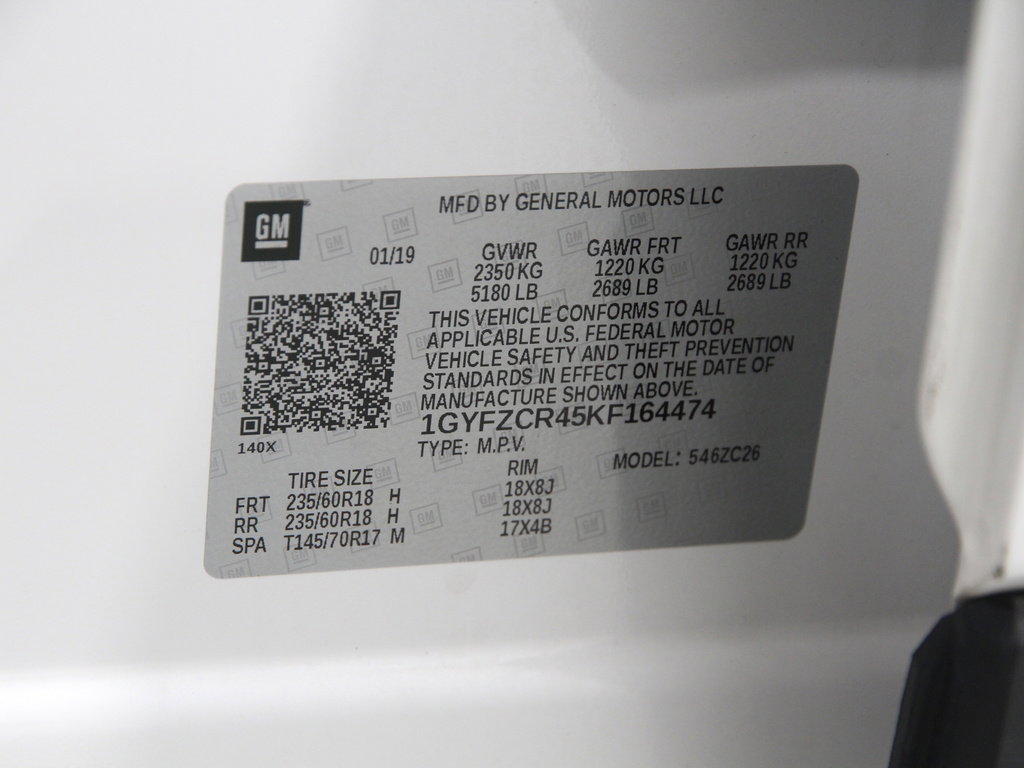 GM
MFD BY GENERAL MOTORS LLC
01/19
GVWR GAWR FRT GAWR RR
2350 KG 1220 KG 1220 KG
5180 LB 2689 LB 2689 LB
THIS VEHICLE CONFORMS TO ALL
APPLICABLE U.S. FEDERAL MOTOR
VEHICLE SAFETY AND THEFT PREVENTION
STANDARDS IN EFFECT ON THE DATE OF
MANUFACTURE SHOWN ABOVE.
1GYFZCR45KF164474
140X
TYPE: M.P.V. MODEL: 546ZC26
TIRE SIZE RIM
FRT 235/60R18 H 18X8J
RR 235/60R18 H 18X8J
SPA T145/70R17 M 17X4B